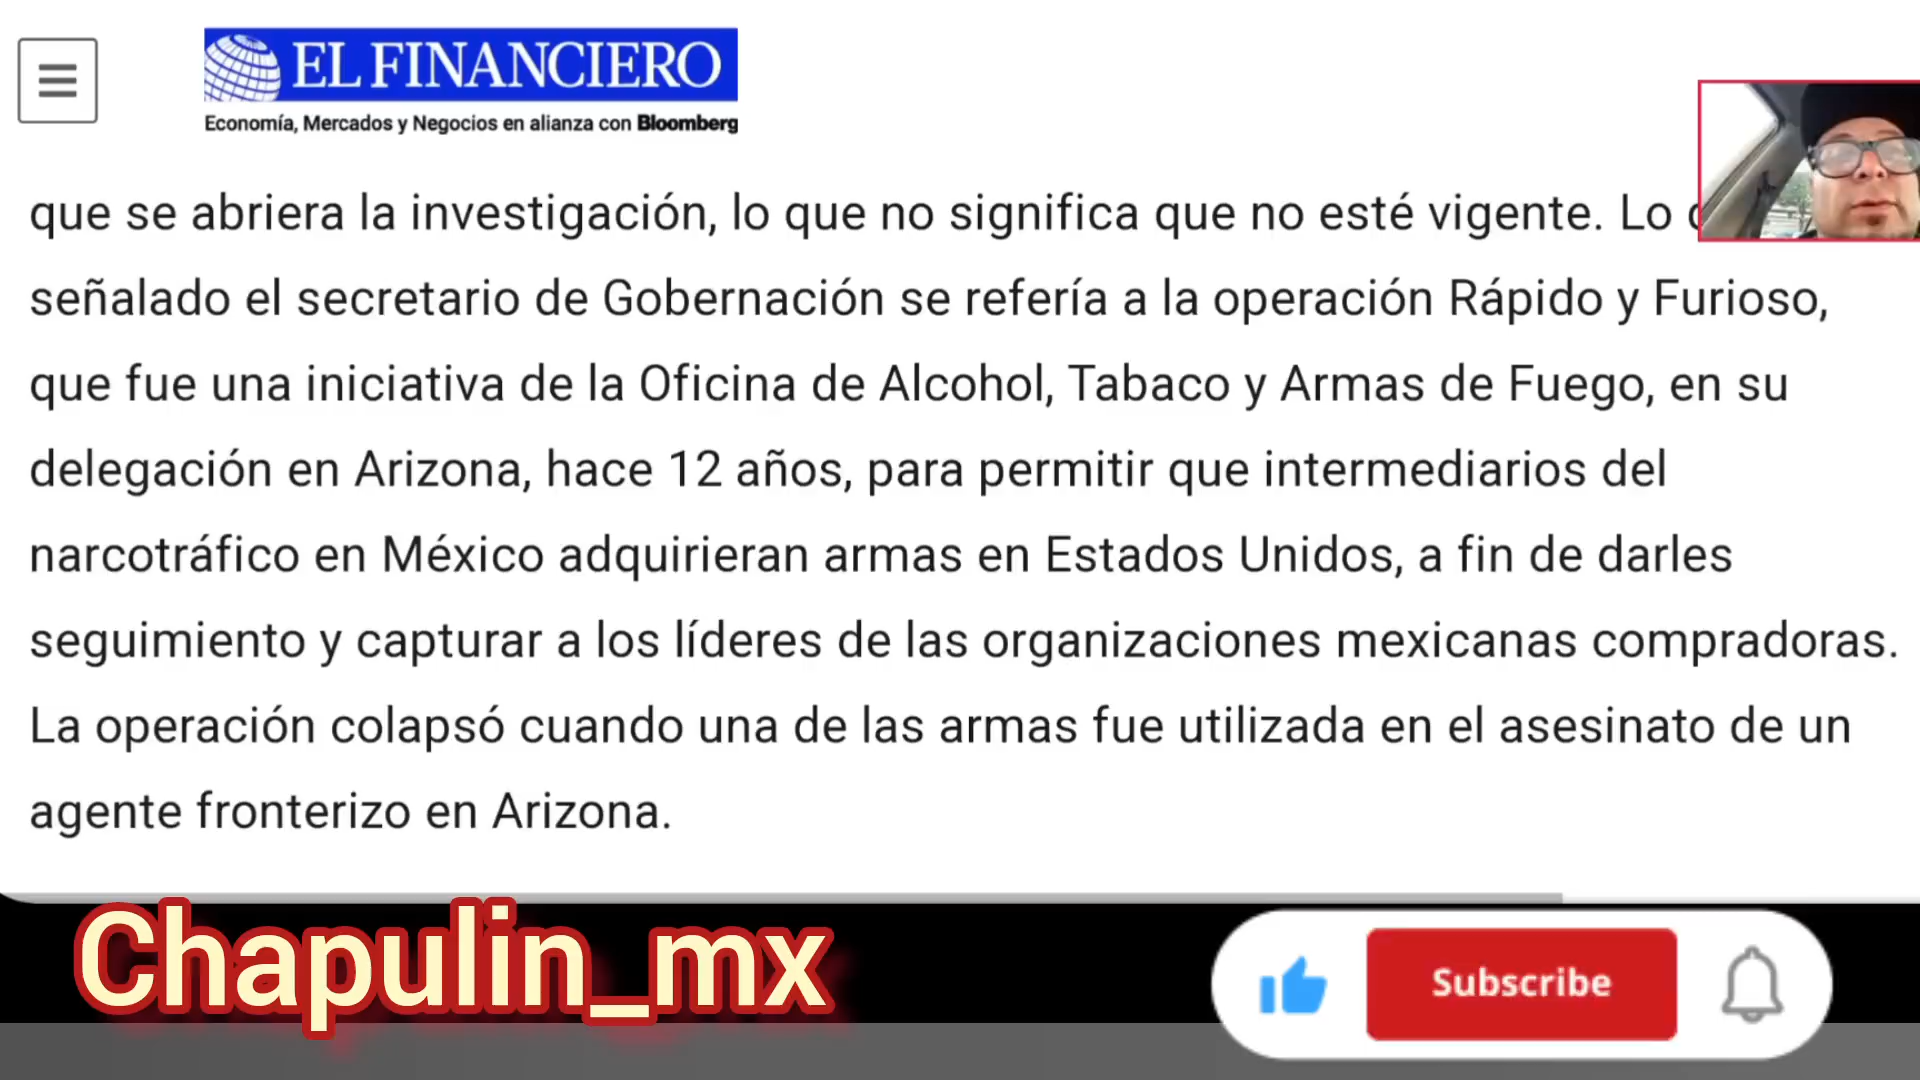 EL FINANCIERO
Economía, Mercados y Negocios en alianza con Bloomberg
que se abriera la investigación, lo que no significa que no esté vigente. Lo
señalado el secretario de Gobernación se refería a la operación Rápido y Furioso,
que fue una iniciativa de la Oficina de Alcohol, Tabaco y Armas de Fuego, en su
delegación en Arizona, hace 12 años, para permitir que intermediarios del
narcotráfico en México adquirieran armas en Estados Unidos, a fin de darles
seguimiento y capturar a los líderes de las organizaciones mexicanas compradoras.
La operación colapsó cuando una de las armas fue utilizada en el asesinato de un
agente fronterizo en Arizona.
Chapulin_mx
Subscribe